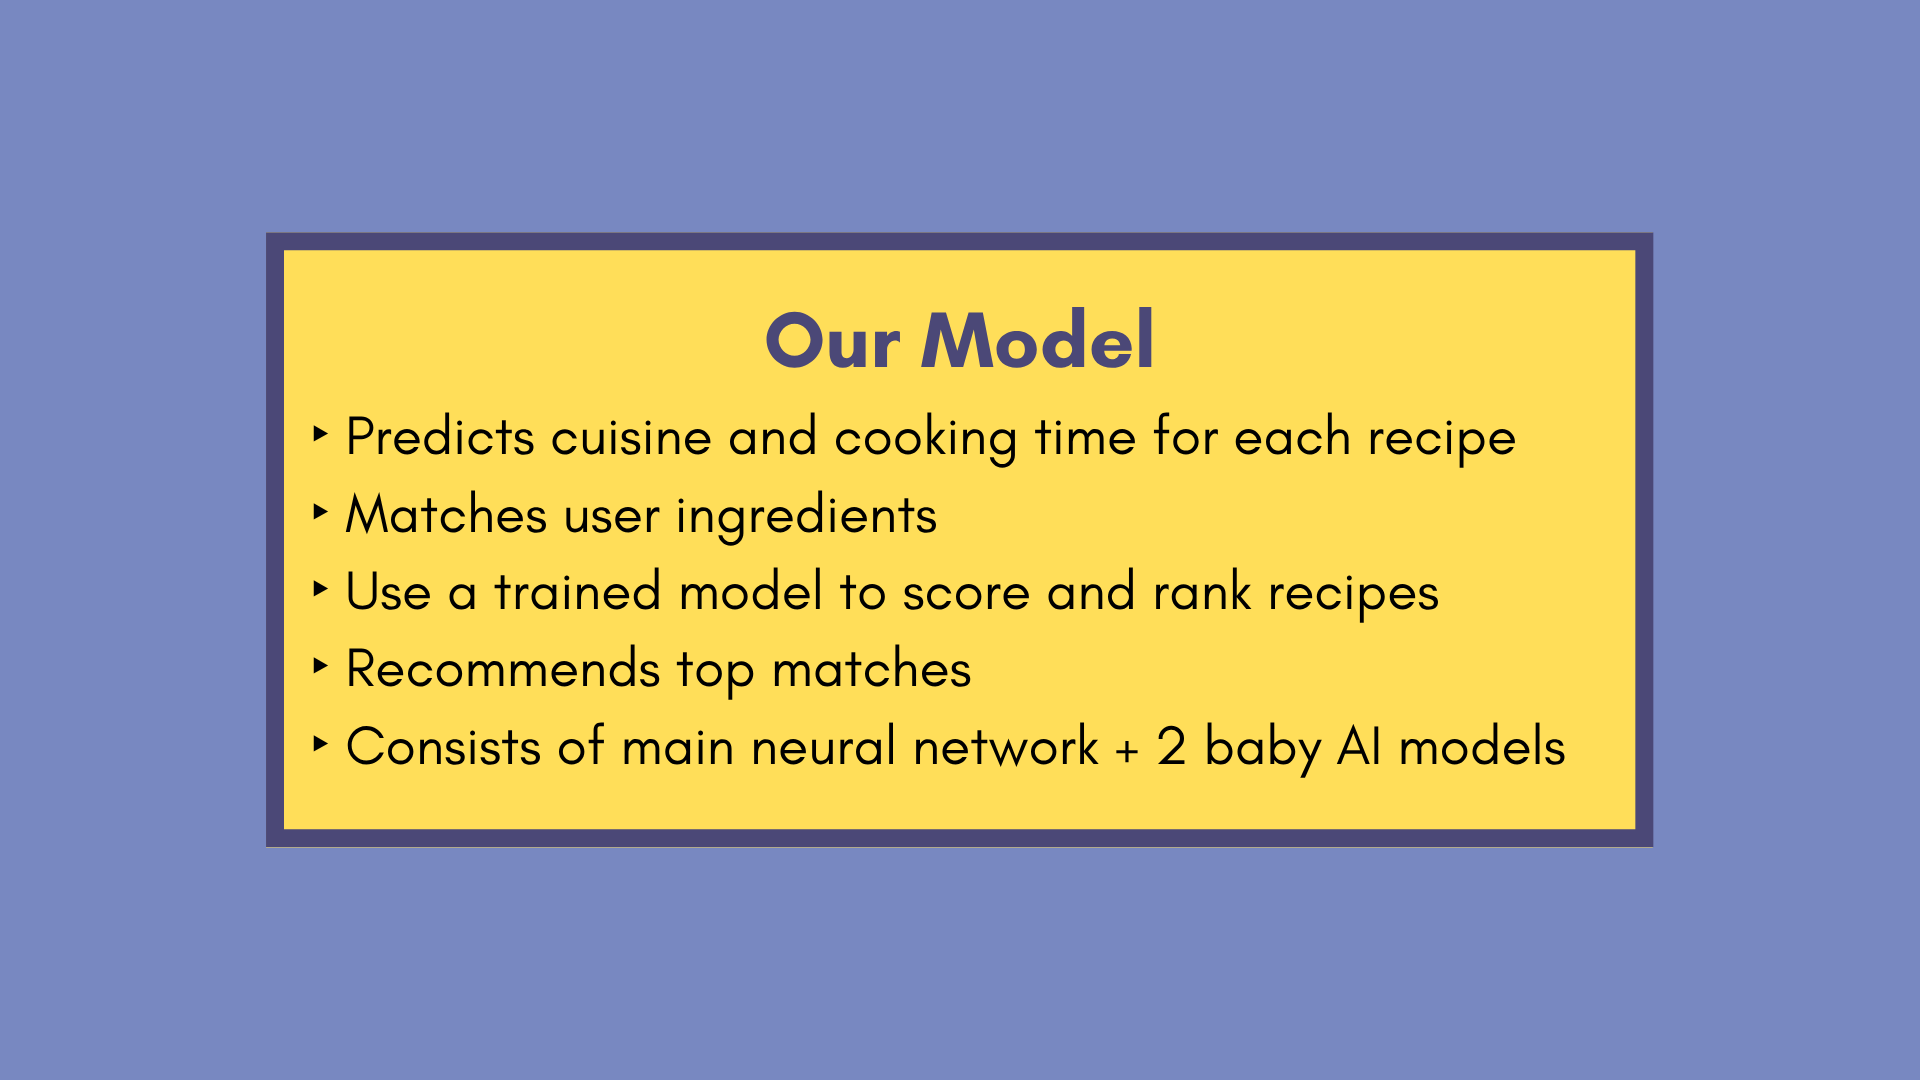 Our Model
‣ Predicts cuisine and cooking time for each recipe
‣ Matches user ingredients
‣ Use a trained model to score and rank recipes
‣ Recommends top matches
‣ Consists of main neural network + 2 baby AI models